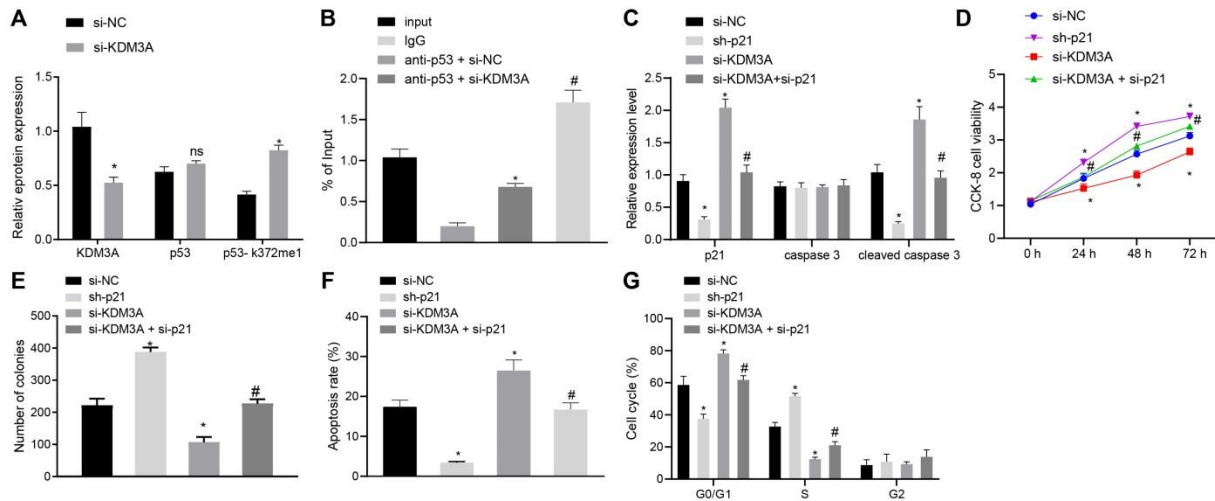 A
si-NC
si-KDM3A
Relativ eprotein expression
1.5
1.0
0.5
0.0
KDM3A
p53
p53- k372me1
*
ns
*
B
input
IgG
anti-p53 + si-NC
anti-p53 + si-KDM3A
% of Input
2.0
1.5
1.0
0.5
0.0
*
#
C
si-NC
sh-p21
si-KDM3A
si-KDM3A+si-p21
Relative expression level
2.5
2.0
1.5
1.0
0.5
0.0
p21
caspase 3
cleaved caspase 3
*
*
#
*
*
#
D
si-NC
sh-p21
si-KDM3A
si-KDM3A + si-p21
CCK-8 cell viability
5
4
3
2
1
0
0 h
24 h
48 h
72 h
*
#
*
*
#
*
*
#
*
E
si-NC
sh-p21
si-KDM3A
si-KDM3A + si-p21
Number of colonies
500
400
300
200
100
0
*
*
#
F
si-NC
sh-p21
si-KDM3A
si-KDM3A + si-p21
Apoptosis rate (%)
40
30
20
10
0
*
*
#
G
si-NC
sh-p21
si-KDM3A
si-KDM3A + si-p21
Cell cycle (%)
100
80
60
40
20
0
G0/G1
S
G2
*
*
#
*
*
#